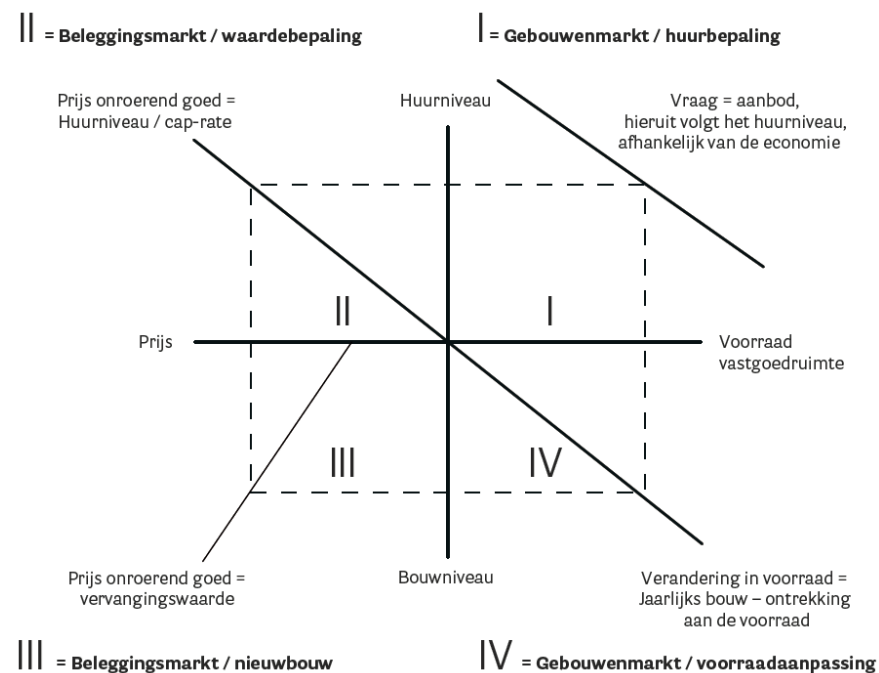 II = Beleggingsmarkt / waardebepaling
I = Gebouwenmarkt / huurbepaling
Prijs onroerend goed =
Huurniveau / cap-rate
Huurniveau
Vraag = aanbod,
hieruit volgt het huurniveau,
afhankelijk van de economie
II
I
Prijs
Voorraad
vastgoedruimte
III
IV
Prijs onroerend goed =
vervangingswaarde
Bouwniveau
Verandering in voorraad =
Jaarlijks bouw – ontrekking
aan de voorraad
III = Beleggingsmarkt / nieuwbouw
IV = Gebouwenmarkt / voorraadaanpassing